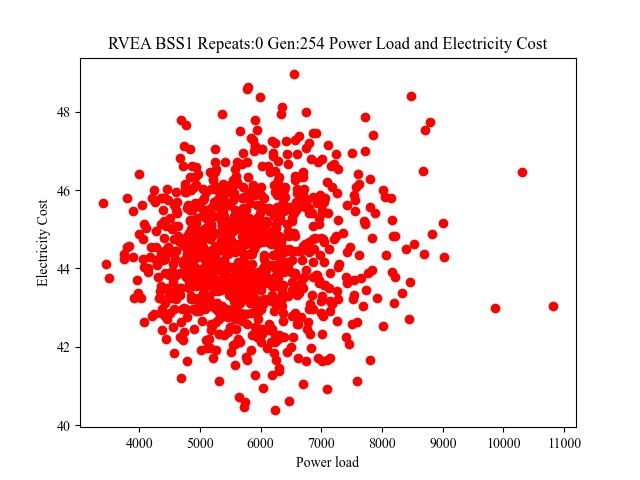 RVEA BSS1 Repeats:0 Gen:254 Power Load and Electricity Cost
Electricity Cost
48
46
44
42
40
4000 5000 6000 7000 8000 9000 10000 11000
Power load